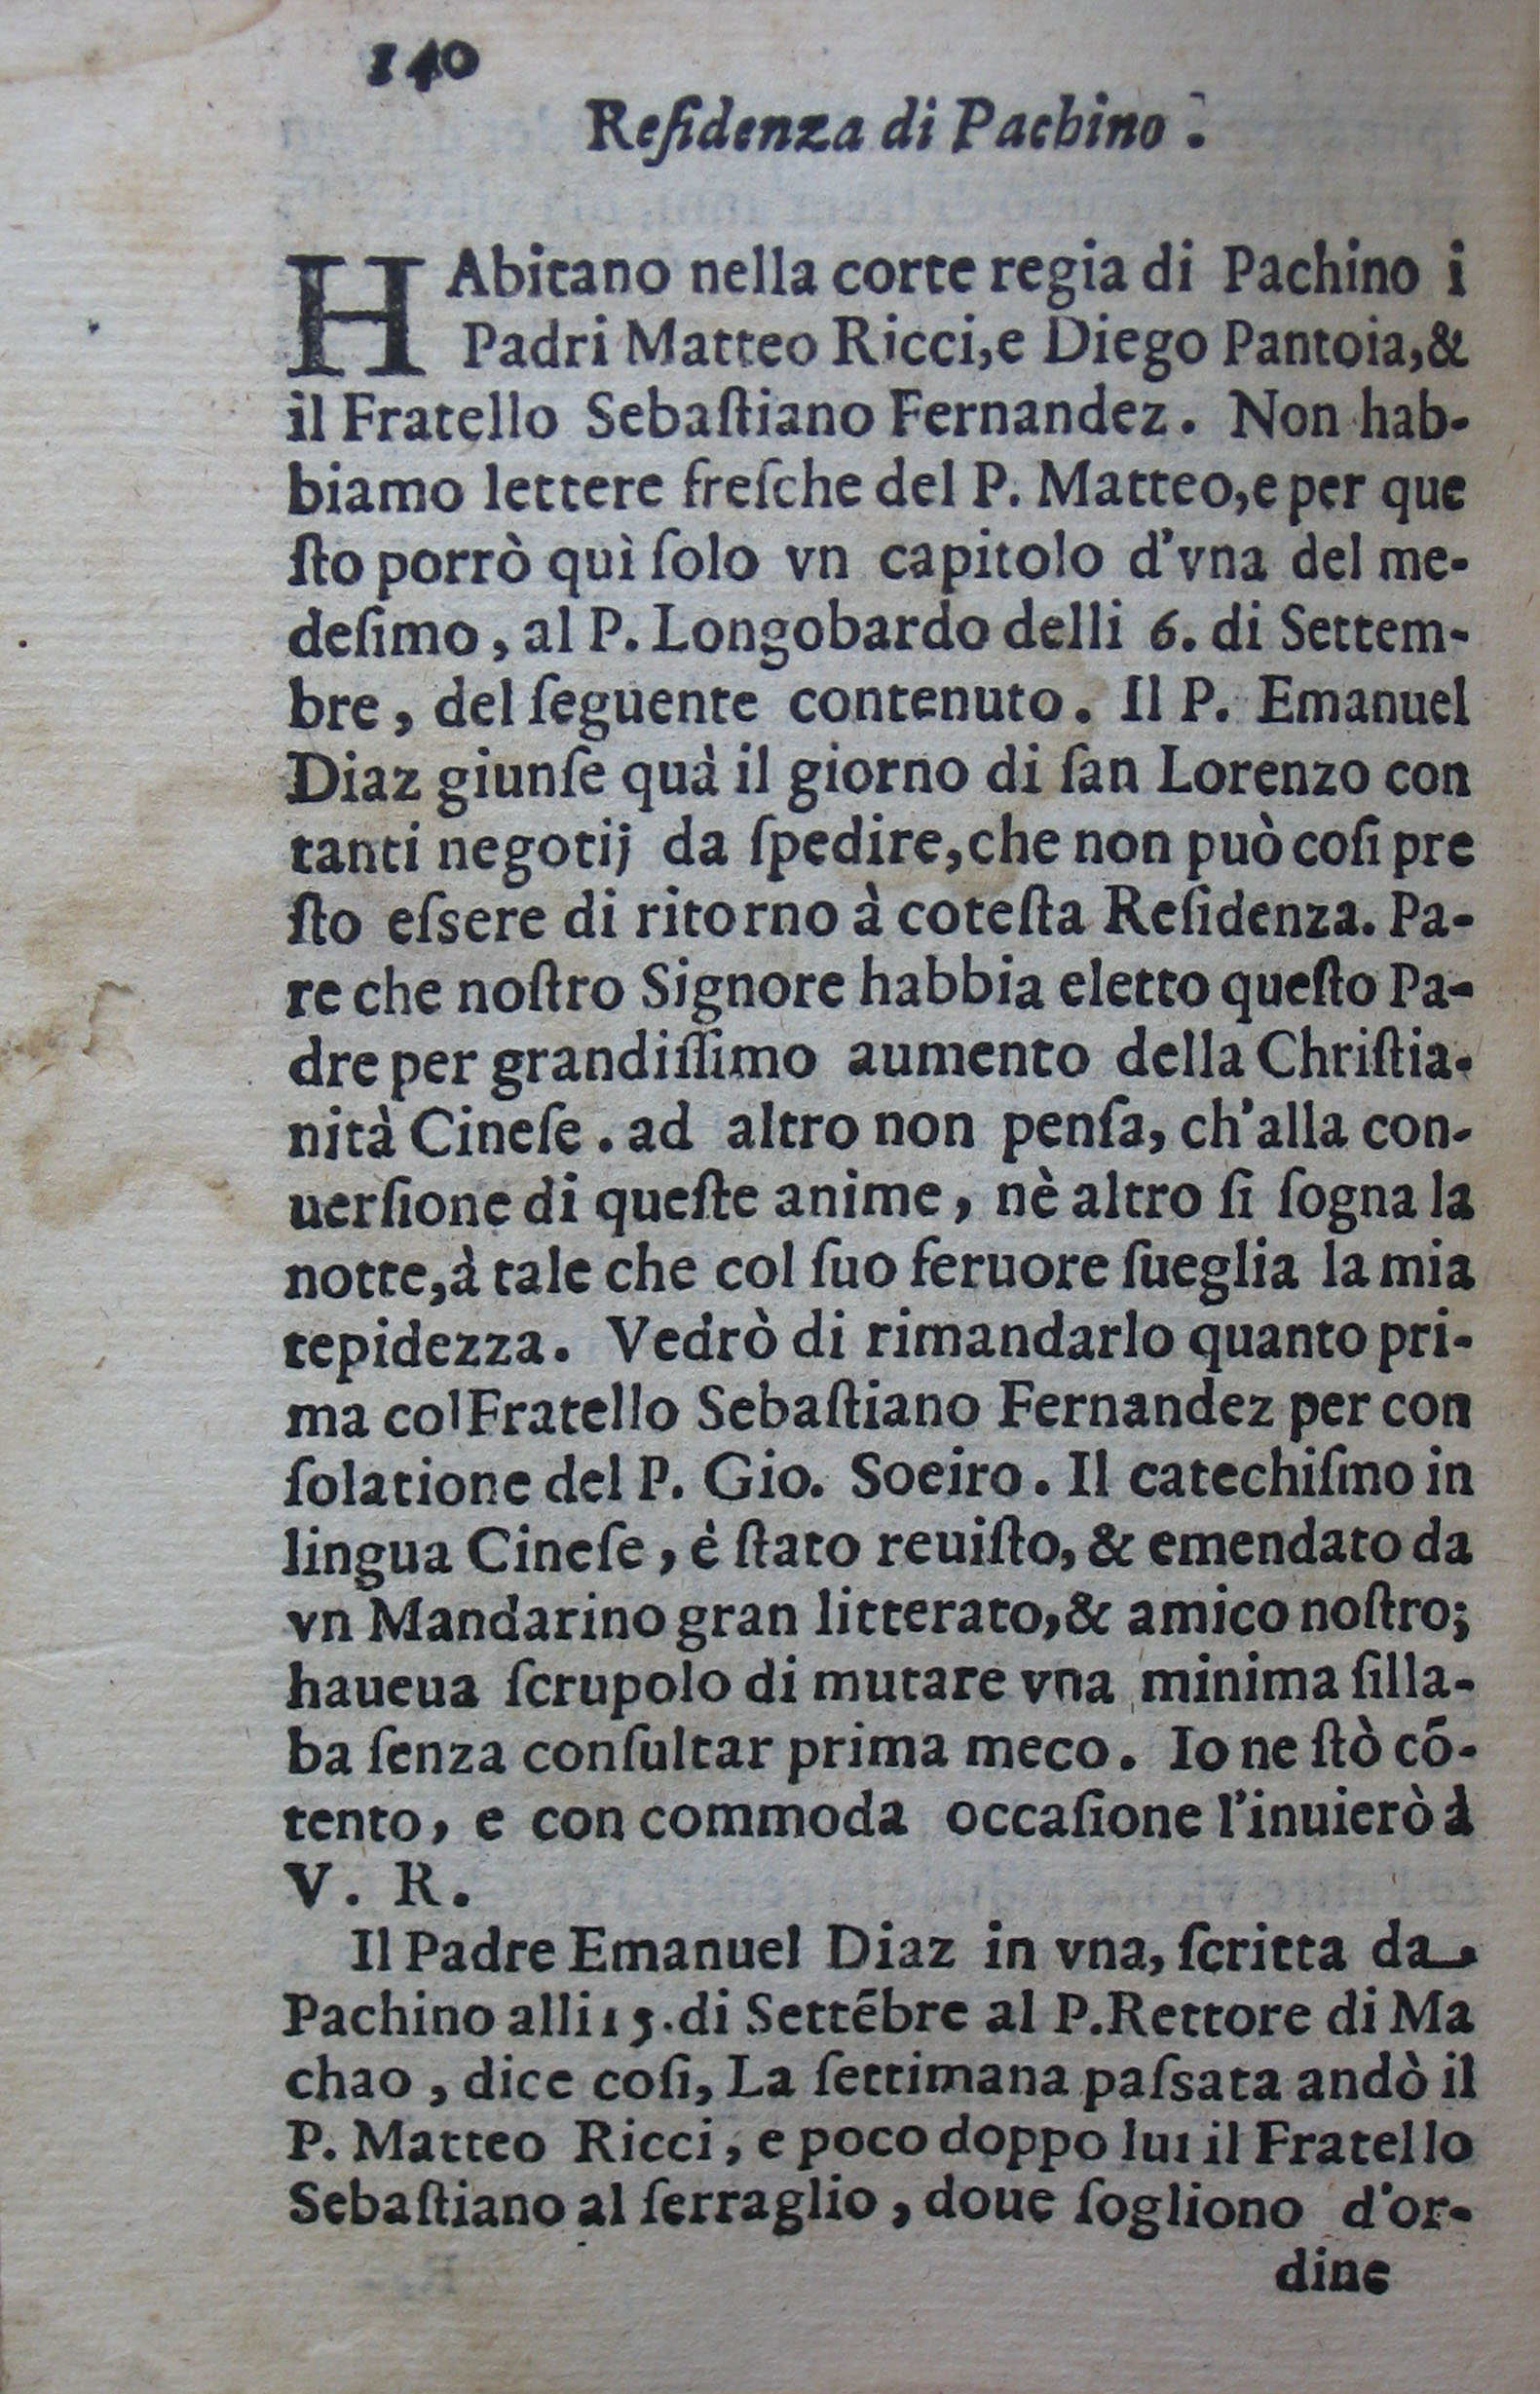 140
Reſidenza di Pachino.
HAbitano nella corte regia di Pachino i
Padri Matteo Ricci,e Diego Pantoia,&
il Fratello Sebaſtiano Fernandez. Non hab-
biamo lettere freſche del P. Matteo,e per que
ſto porrò quì ſolo vn capitolo d'vna del me-
deſimo, al P. Longobardo delli 6. di Settem-
bre, del ſeguente contenuto. Il P. Emanuel
Diaz giunſe quà il giorno di ſan Lorenzo con
tanti negotij da ſpedire,che non può coſi pre
ſto eſsere di ritorno à coteſta Reſidenza. Pa-
re che noſtro Signore habbia eletto queſto Pa-
dre per grandiſſimo aumento della Chriſtia-
nità Cineſe. ad altro non penſa, ch'alla con-
uerſione di queſte anime, nè altro ſi ſogna la
notte,à tale che col ſuo feruore ſueglia la mia
tepidezza. Vedrò di rimandarlo quanto pri-
ma col Fratello Sebaſtiano Fernandez per con
ſolatione del P. Gio. Soeiro. Il catechiſmo in
lingua Cineſe, è ſtato reuiſto, & emendato da
vn Mandarino gran litterato,& amico noſtro;
haueua ſcrupolo di mutare vna minima ſilla-
ba ſenza conſultar prima meco. Io ne ſtò cō-
tento, e con commoda occaſione l'inuierò à
V. R.
Il Padre Emanuel Diaz in vna, ſcritta da
Pachino alli 15. di Settēbre al P. Rettore di Ma
chao, dice coſi, La ſettimana paſsata andò il
P. Matteo Ricci, e poco doppo lui il Fratello
Sebaſtiano al ſerraglio, doue ſogliono d'or-
dine